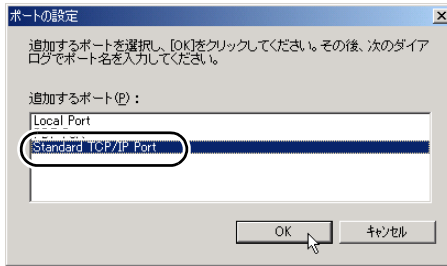 ポートの設定
追加するポートを選択し、[OK]をクリックしてください。その後、次のダイア
ログでポート名を入力してください。
追加するポート(P):
Local Port
Standard TCP/IP Port
OK
キャンセル